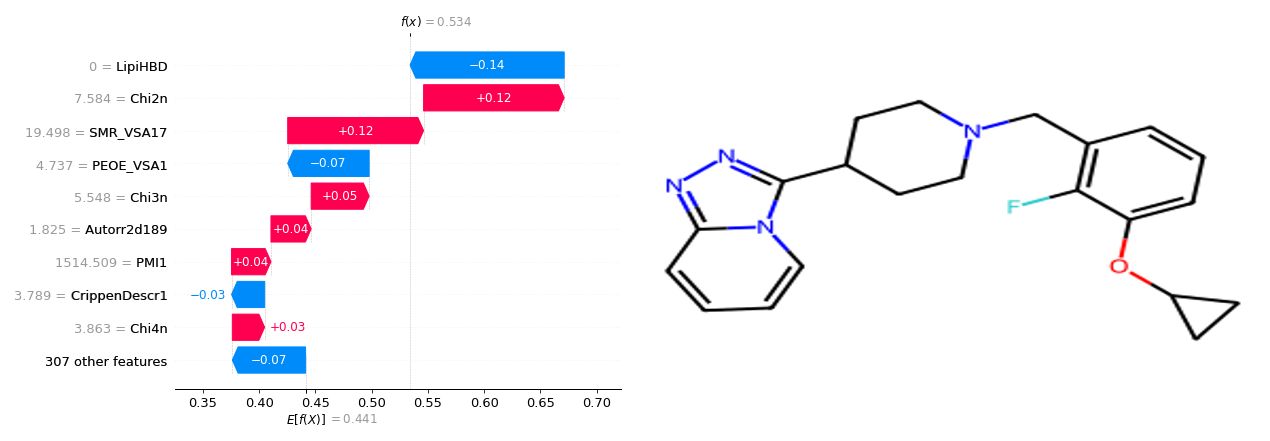 f(x) = 0.534
0 = LipiHBD
−0.14
7.584 = Chi2n
+0.12
19.498 = SMR_VSA17
+0.12
4.737 = PEOE_VSA1
−0.07
5.548 = Chi3n
+0.05
1.825 = Autorr2d189
+0.04
1514.509 = PMI1
+0.04
3.789 = CrippenDescr1
−0.03
3.863 = Chi4n
+0.03
307 other features
−0.07
0.35 0.40 0.45 0.50 0.55 0.60 0.65 0.70
E[f(X)] = 0.441
N
N
N
N
F
O